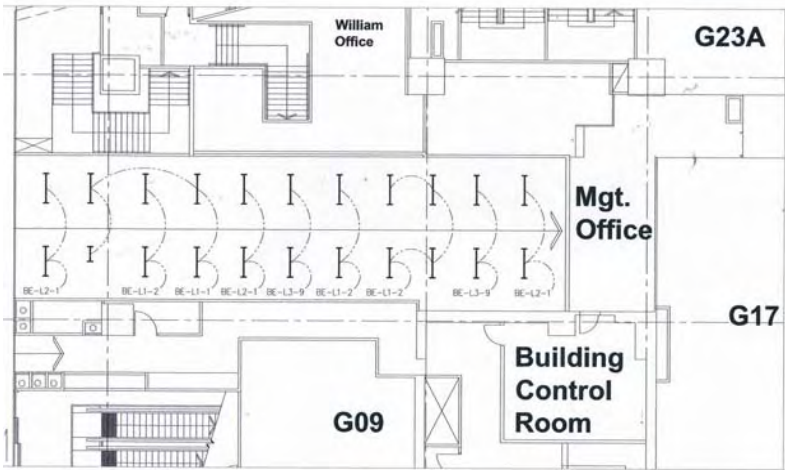 William
Office
G23A
Mgt.
Office
BE-L2-1
BE-L1-2
BE-L1-1
BE-L2-1
BE-L3-9
BE-L1-2
BE-L1-2
BE-L3-9
BE-L2-1
G17
Building
Control
Room
G09